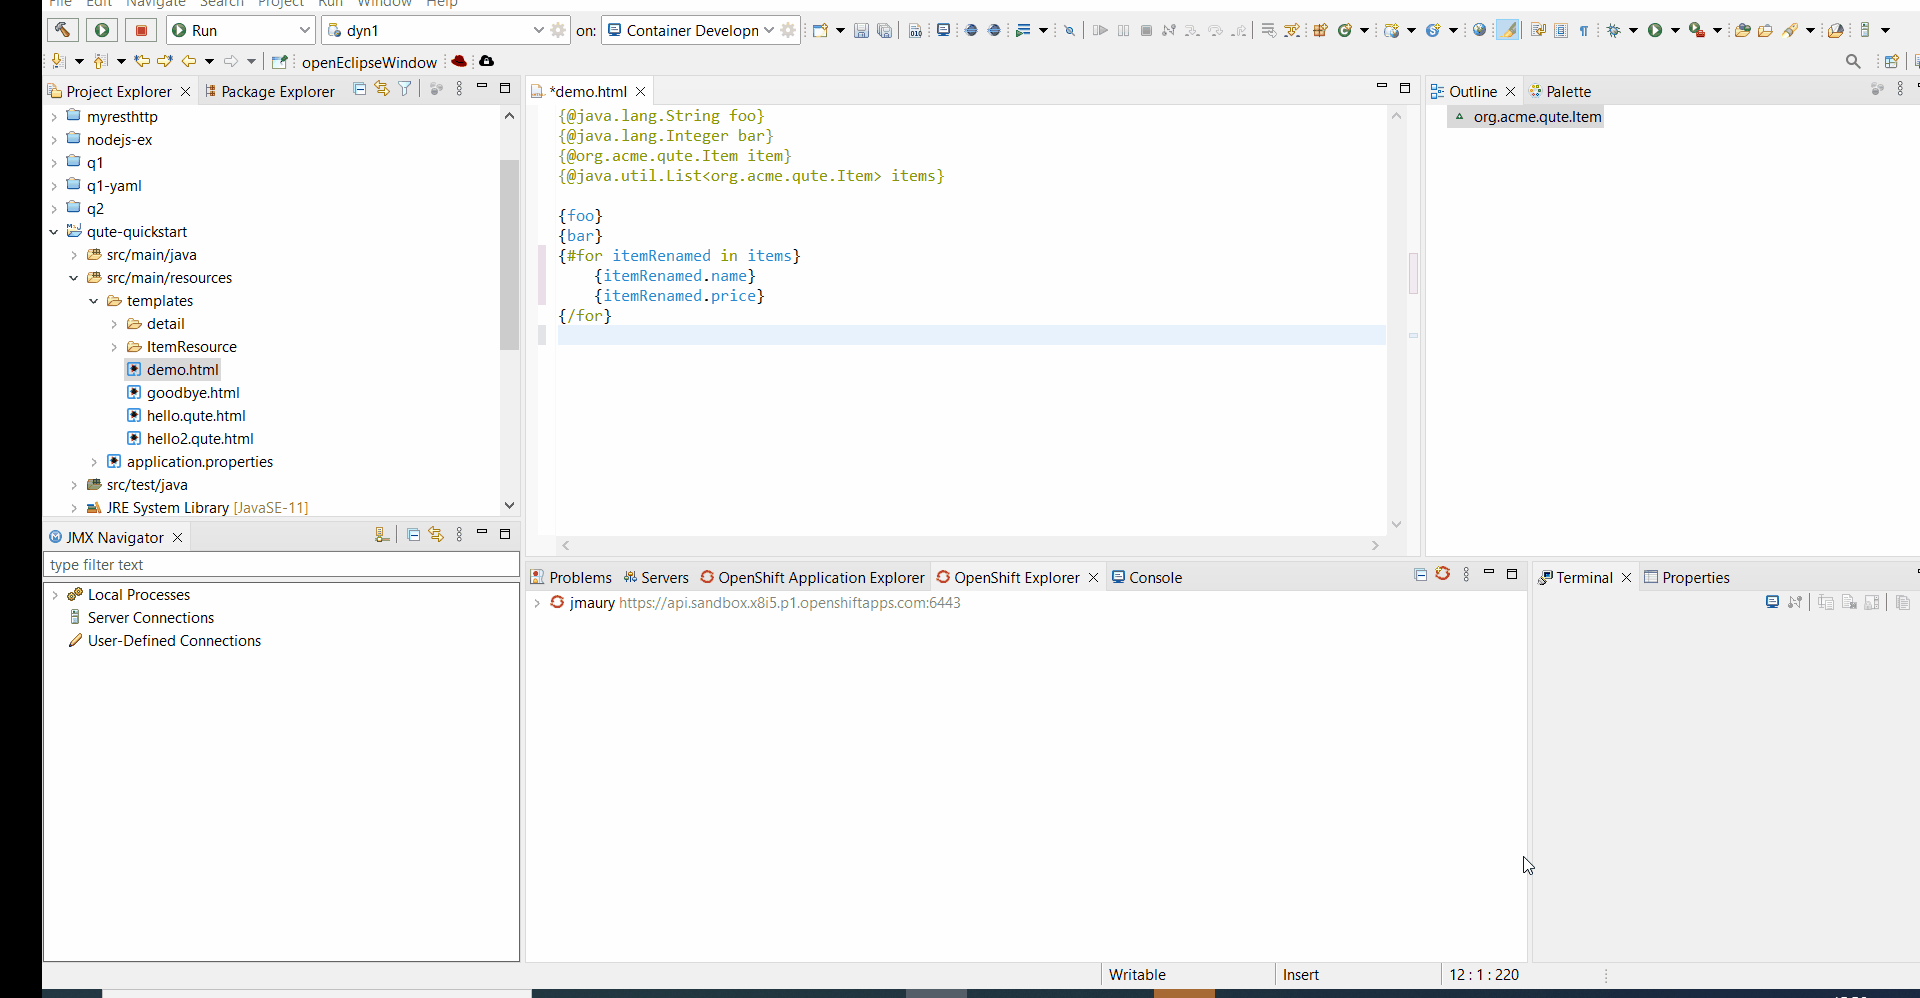 File Edit Navigate Search Project Run Window Help
Run dyn1 on: Container Developn
openEclipseWindow
Project Explorer Package Explorer
myresthttp
nodejs-ex
q1
q1-yaml
q2
qute-quickstart
src/main/java
src/main/resources
templates
detail
ItemResource
demo.html
goodbye.html
hello.qute.html
hello2.qute.html
application.properties
src/test/java
JRE System Library [JavaSE-11]
JMX Navigator
type filter text
Local Processes
Server Connections
User-Defined Connections
*demo.html
{@java.lang.String foo}
{@java.lang.Integer bar}
{@org.acme.qute.Item item}
{@java.util.List<org.acme.qute.Item> items}
{foo}
{bar}
{#for itemRenamed in items}
{itemRenamed.name}
{itemRenamed.price}
{/for}
Outline Palette
org.acme.qute.Item
Problems Servers OpenShift Application Explorer OpenShift Explorer Console
jmaury https://api.sandbox.x8i5.p1.openshiftapps.com:6443
Terminal Properties
Writable Insert 12 : 1 : 220